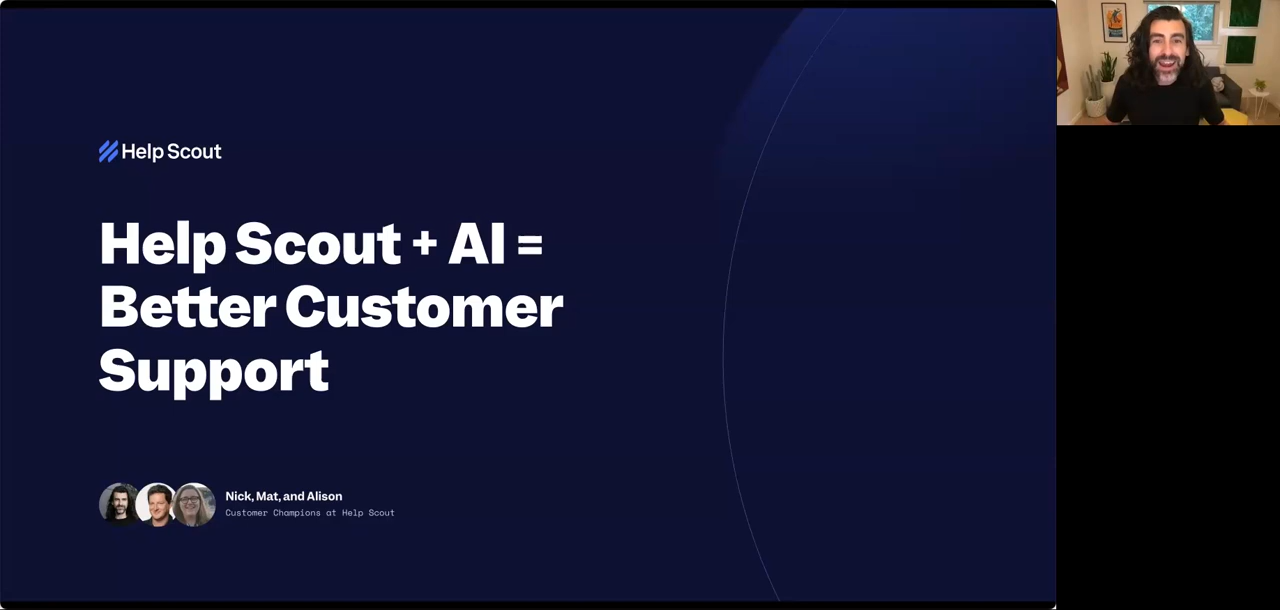 Help Scout
Help Scout + AI =
Better Customer
Support
Nick, Mat, and Alison
Customer Champions at Help Scout